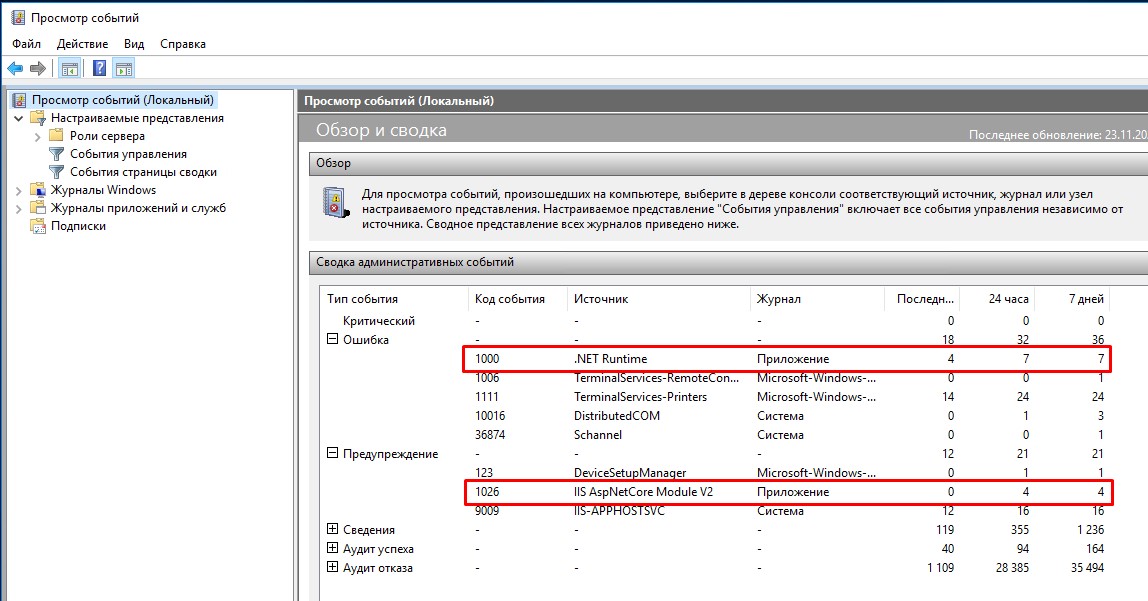 Просмотр событий
Файл Действие Вид Справка
Просмотр событий (Локальный)
Настраиваемые представления
Роли сервера
События управления
События страницы сводки
Журналы Windows
Журналы приложений и служб
Подписки
Просмотр событий (Локальный)
Обзор и сводка
Последнее обновление: 23.11.20
Обзор
Для просмотра событий, произошедших на компьютере, выберите в дереве консоли соответствующий источник, журнал или узел
настраиваемого представления. Настраиваемое представление "События управления" включает все события управления независимо от
источника. Сводное представление всех журналов приведено ниже.
Сводка административных событий
Тип события Код события Источник Журнал Последн... 24 часа 7 дней
Критический - - - 0 0 0
Ошибка - - - 18 32 36
1000 .NET Runtime Приложение 4 7 7
1006 TerminalServices-RemoteCon... Microsoft-Windows-... 0 0 1
1111 TerminalServices-Printers Microsoft-Windows-... 14 24 24
10016 DistributedCOM Система 0 1 3
36874 Schannel Система 0 0 1
Предупреждение - - - 12 21 21
123 DeviceSetupManager Microsoft-Windows-... 0 1 1
1026 IIS AspNetCore Module V2 Приложение 0 4 4
9009 IIS-APPHOSTSVC Система 12 16 16
Сведения - - - 119 355 1 236
Аудит успеха - - - 40 94 164
Аудит отказа - - - 1 109 28 385 35 494